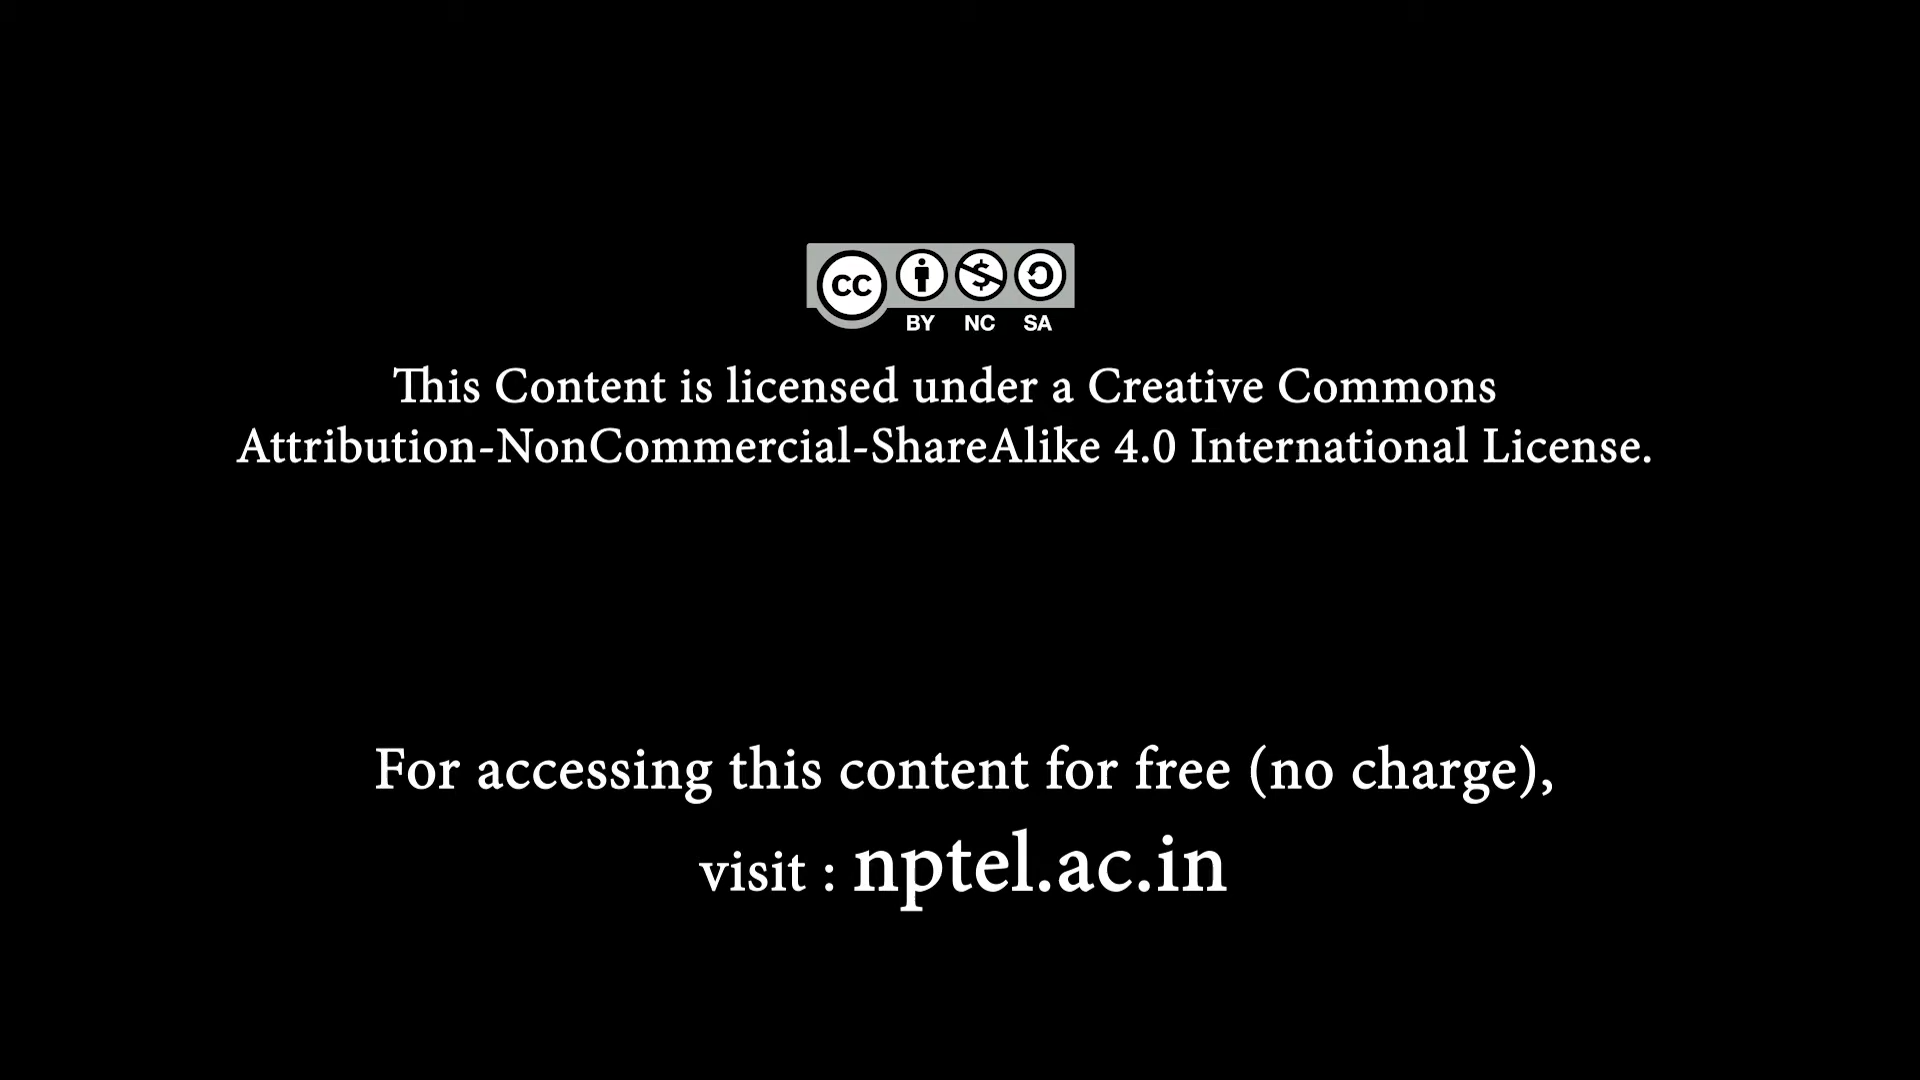 CC BY NC SA
This Content is licensed under a Creative Commons
Attribution-NonCommercial-ShareAlike 4.0 International License.
For accessing this content for free (no charge),
visit : nptel.ac.in